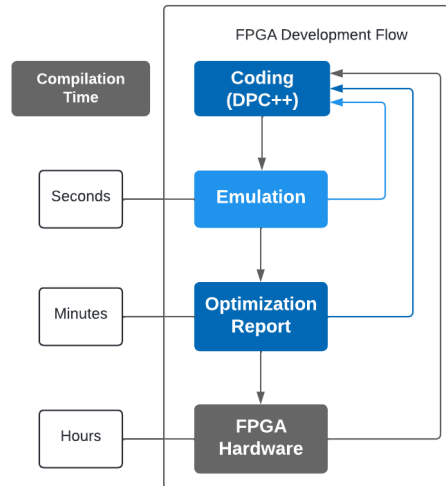 FPGA Development Flow
Compilation
Time
Coding
(DPC++)
Seconds
Emulation
Minutes
Optimization
Report
Hours
FPGA
Hardware